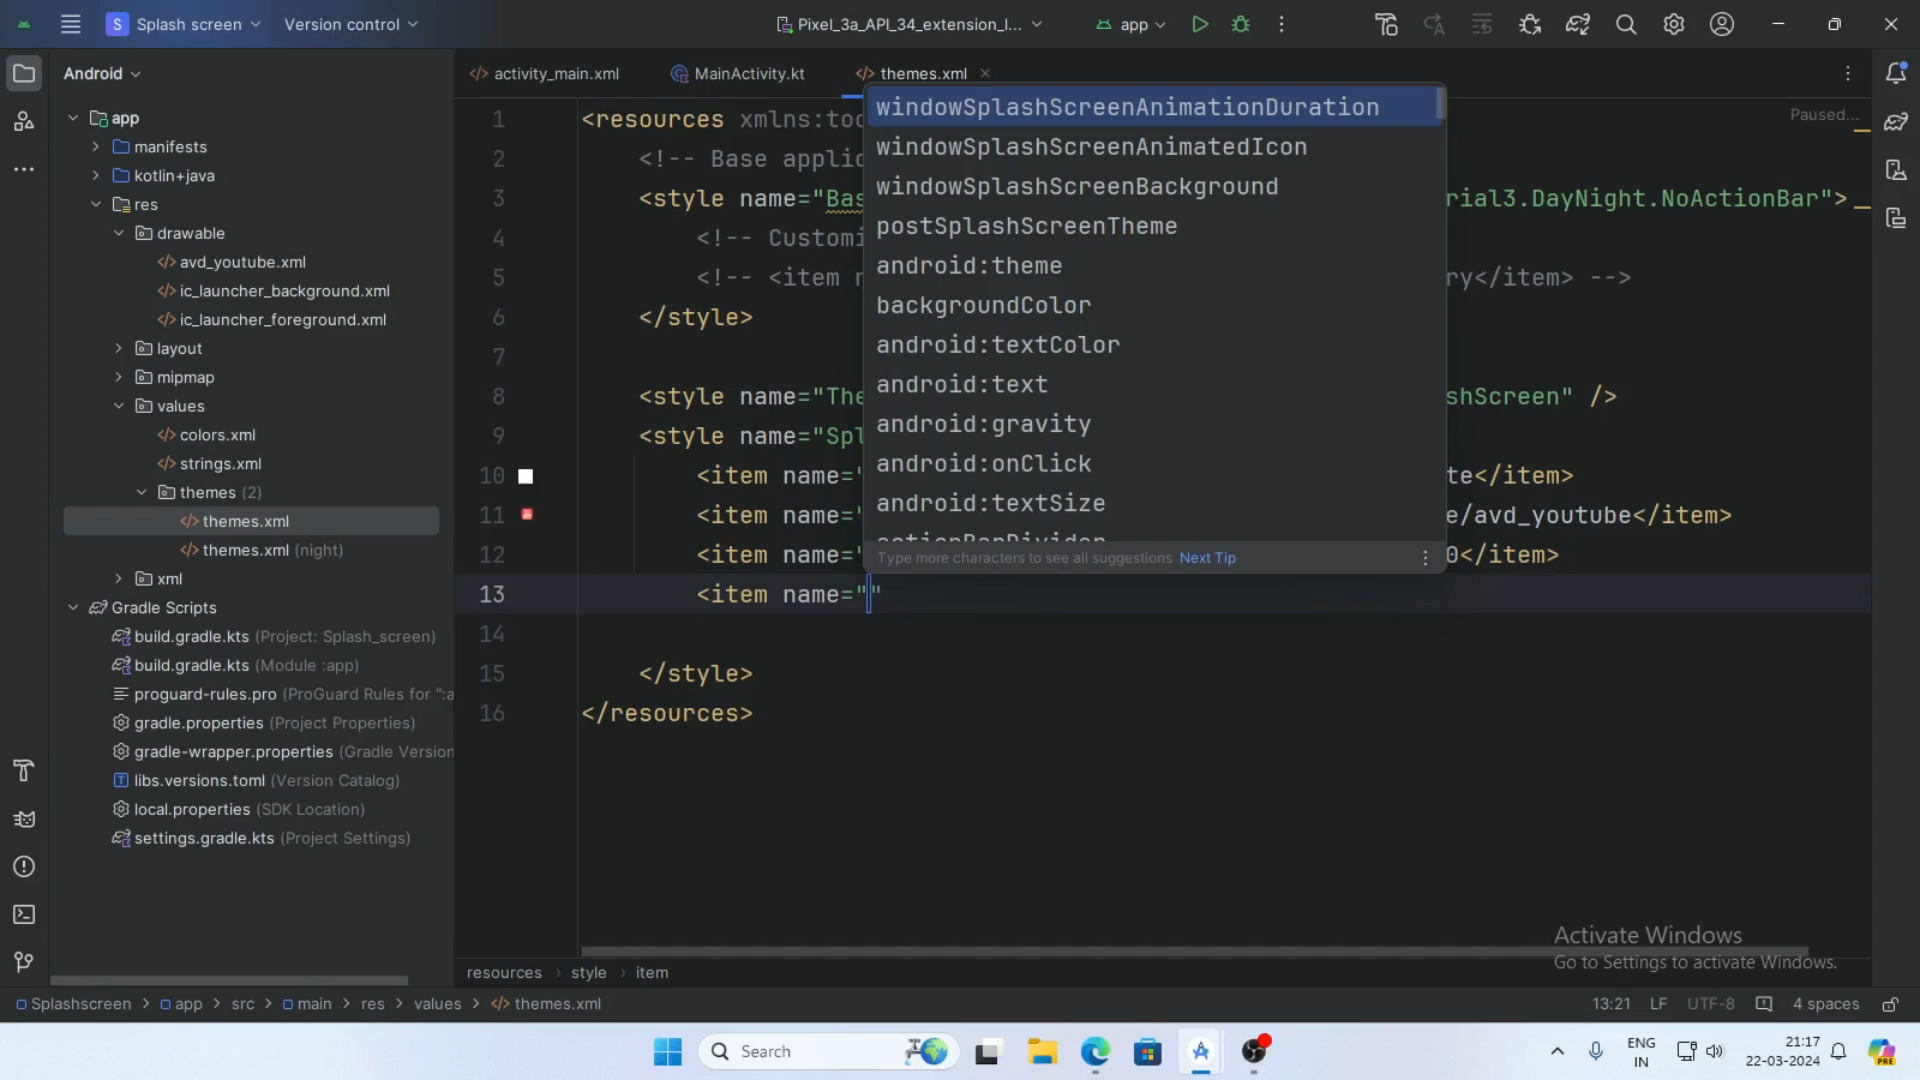 S Splash screen Version control Pixel_3a_API_34_extension_l... app
Android
app
manifests
kotlin+java
res
drawable
avd_youtube.xml
ic_launcher_background.xml
ic_launcher_foreground.xml
layout
mipmap
values
colors.xml
strings.xml
themes (2)
themes.xml
themes.xml (night)
xml
Gradle Scripts
build.gradle.kts (Project: Splash_screen)
build.gradle.kts (Module :app)
proguard-rules.pro (ProGuard Rules for ":a
gradle.properties (Project Properties)
gradle-wrapper.properties (Gradle Version
libs.versions.toml (Version Catalog)
local.properties (SDK Location)
settings.gradle.kts (Project Settings)
activity_main.xml MainActivity.kt themes.xml
Paused...
1 <resources xmlns:too
2 <!-- Base applic
3 <style name="Bas rial3.DayNight.NoActionBar">
4 <!-- Customi
5 <!-- <item n ry</item> -->
6 </style>
7
8 <style name="The shScreen" />
9 <style name="Spl
10 <item name=" te</item>
11 <item name=" e/avd_youtube</item>
12 <item name=" 0</item>
13 <item name=""
14
15 </style>
16 </resources>
windowSplashScreenAnimationDuration
windowSplashScreenAnimatedIcon
windowSplashScreenBackground
postSplashScreenTheme
android:theme
backgroundColor
android:textColor
android:text
android:gravity
android:onClick
android:textSize
actionBarDivider
Type more characters to see all suggestions Next Tip
Activate Windows
Go to Settings to activate Windows.
resources › style › item
Splashscreen > app > src > main > res > values > themes.xml 13:21 LF UTF-8 4 spaces
Search
ENG
IN
21:17
22-03-2024
PRE